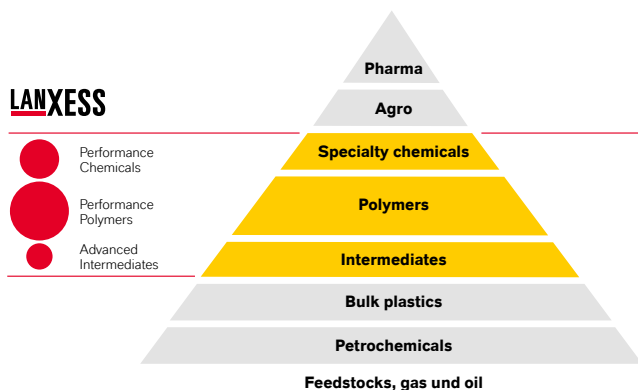 LANXESS
Performance
Chemicals
Performance
Polymers
Advanced
Intermediates
Pharma
Agro
Specialty chemicals
Polymers
Intermediates
Bulk plastics
Petrochemicals
Feedstocks, gas und oil